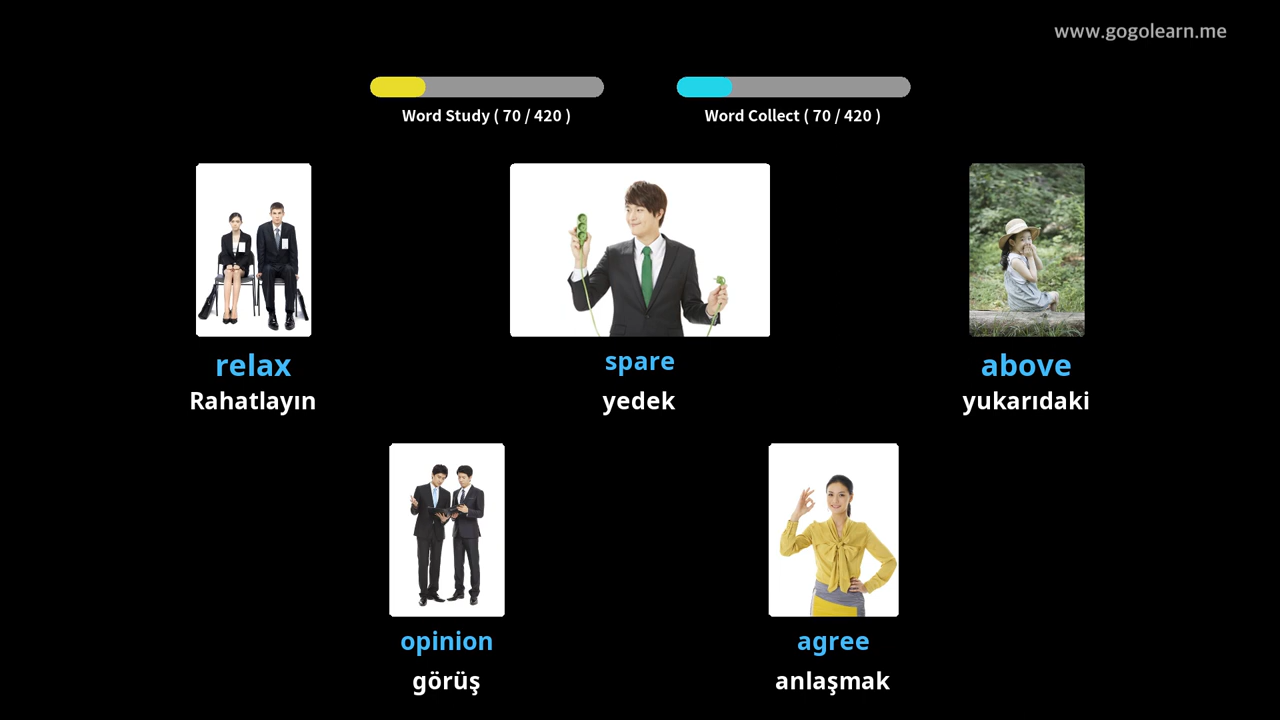 www.gogolearn.me
Word Study ( 70 / 420 )
Word Collect ( 70 / 420 )
relax
Rahatlayın
spare
yedek
above
yukarıdaki
opinion
görüş
agree
anlaşmak